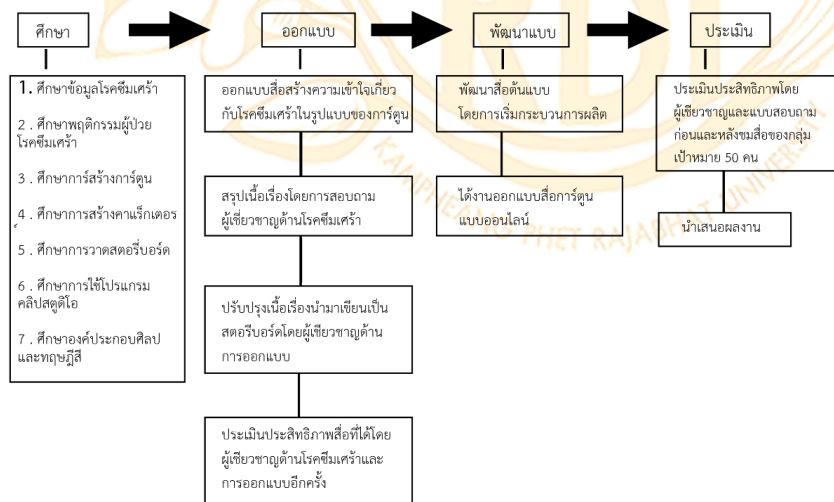 ศึกษา
1. ศึกษาข้อมูลโรคซึมเศร้า
2 . ศึกษาพฤติกรรมผู้ป่วย
โรคซึมเศร้า
3 . ศึกษาการสร้างการ์ตูน
4 . ศึกษาการสร้างคาแร็กเตอร
์
5 . ศึกษาการวาดสตอรี่บอร์ด
6 . ศึกษาการใช้โปรแกรม
คลิปสตูดิโอ
7 . ศึกษาองค์ประกอบศิลป
และทฤษฎีสี
ออกแบบ
ออกแบบสื่อสร้างความเข้าใจเกี่ยว
กับโรคซึมเศร้าในรูปแบบของการ์ตูน
สรุปเนื้อเรื่องโดยการสอบถาม
ผู้เชี่ยวชาญด้านโรคซึมเศร้า
ปรับปรุงเนื้อเรื่องนำมาเขียนเป็น
สตอรีบอร์ดโดยผู้เชียวชาญด้าน
การออกแบบ
ประเมินประสิทธิภาพสื่อที่ได้โดย
ผู้เชียวชาญด้านโรคซึมเศร้าและ
การออกแบบอีกครั้ง
พัฒนาแบบ
พัฒนาสื่อต้นแบบ
โดยการเริ่มกระบวนการผลิต
ได้งานออกแบบสื่อการ์ตูน
แบบออนไลน์
ประเมิน
ประเมินประสิทธิภาพโดย
ผู้เชียวชาญและแบบสอบถาม
ก่อนและหลังชมสื่อของกลุ่ม
เป้าหมาย 50 คน
นำเสนอผลงาน
RDI
KAMPHEANG PHET RAJABHAT UNIVERSITY